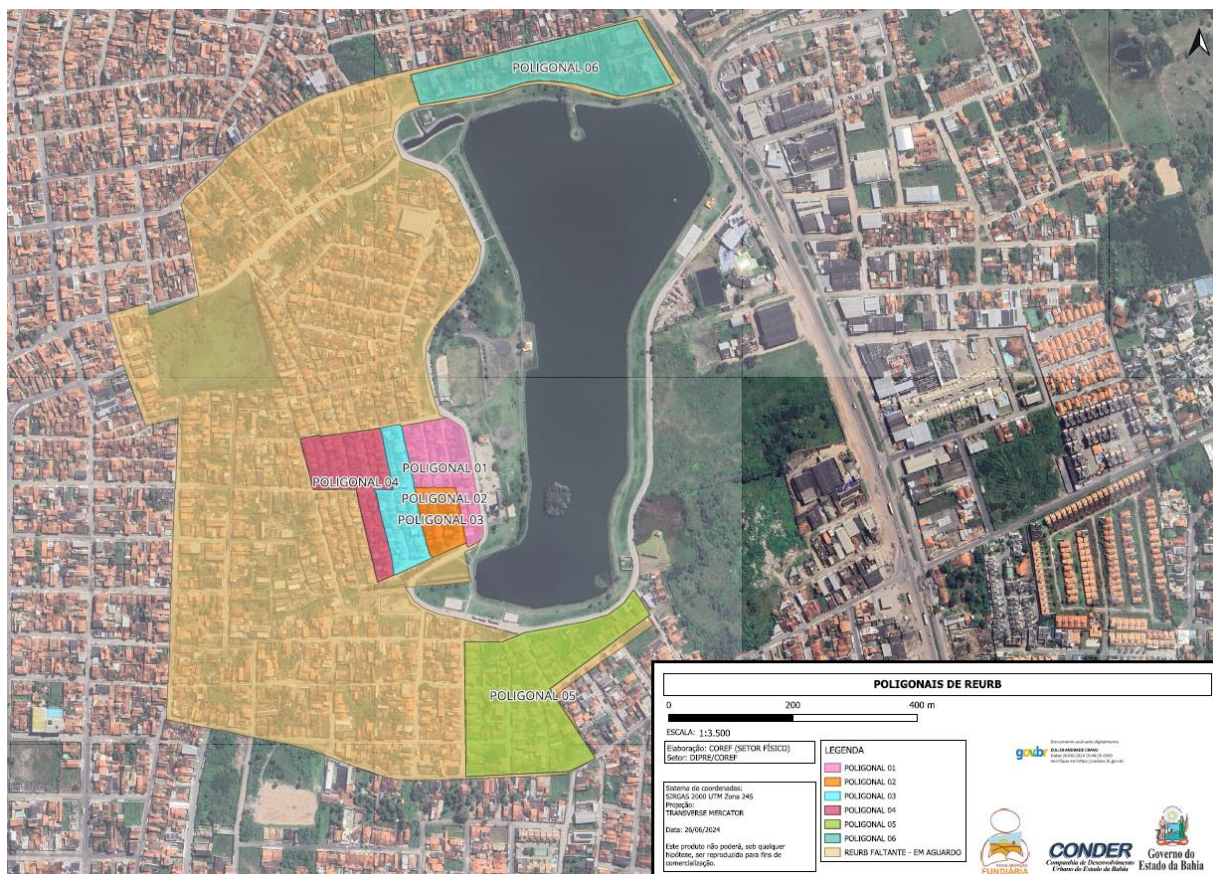 POLIGONAL 06
POLIGONAL 01
POLIGONAL 04
POLIGONAL 02
POLIGONAL 03
POLIGONAL 05
POLIGONAIS DE REURB
0 200 400 m
ESCALA: 1:3.500
Elaboração: COREF (SETOR FÍSICO)
Setor: DIPRE/COREF
Sistema de coordenadas:
SIRGAS 2000 UTM Zona 24S
Projeção:
TRANSVERSE MERCATOR
Data: 26/06/2024
Este produto não poderá, sob qualquer
hipótese, ser reproduzido para fins de
comercialização.
LEGENDA
POLIGONAL 01
POLIGONAL 02
POLIGONAL 03
POLIGONAL 04
POLIGONAL 05
POLIGONAL 06
REURB FALTANTE - EM AGUARDO
gov.br
Documento assinado digitalmente
FUNDIÁRIA
CONDER
Companhia de Desenvolvimento
Urbano do Estado da Bahia
Governo do
Estado da Bahia